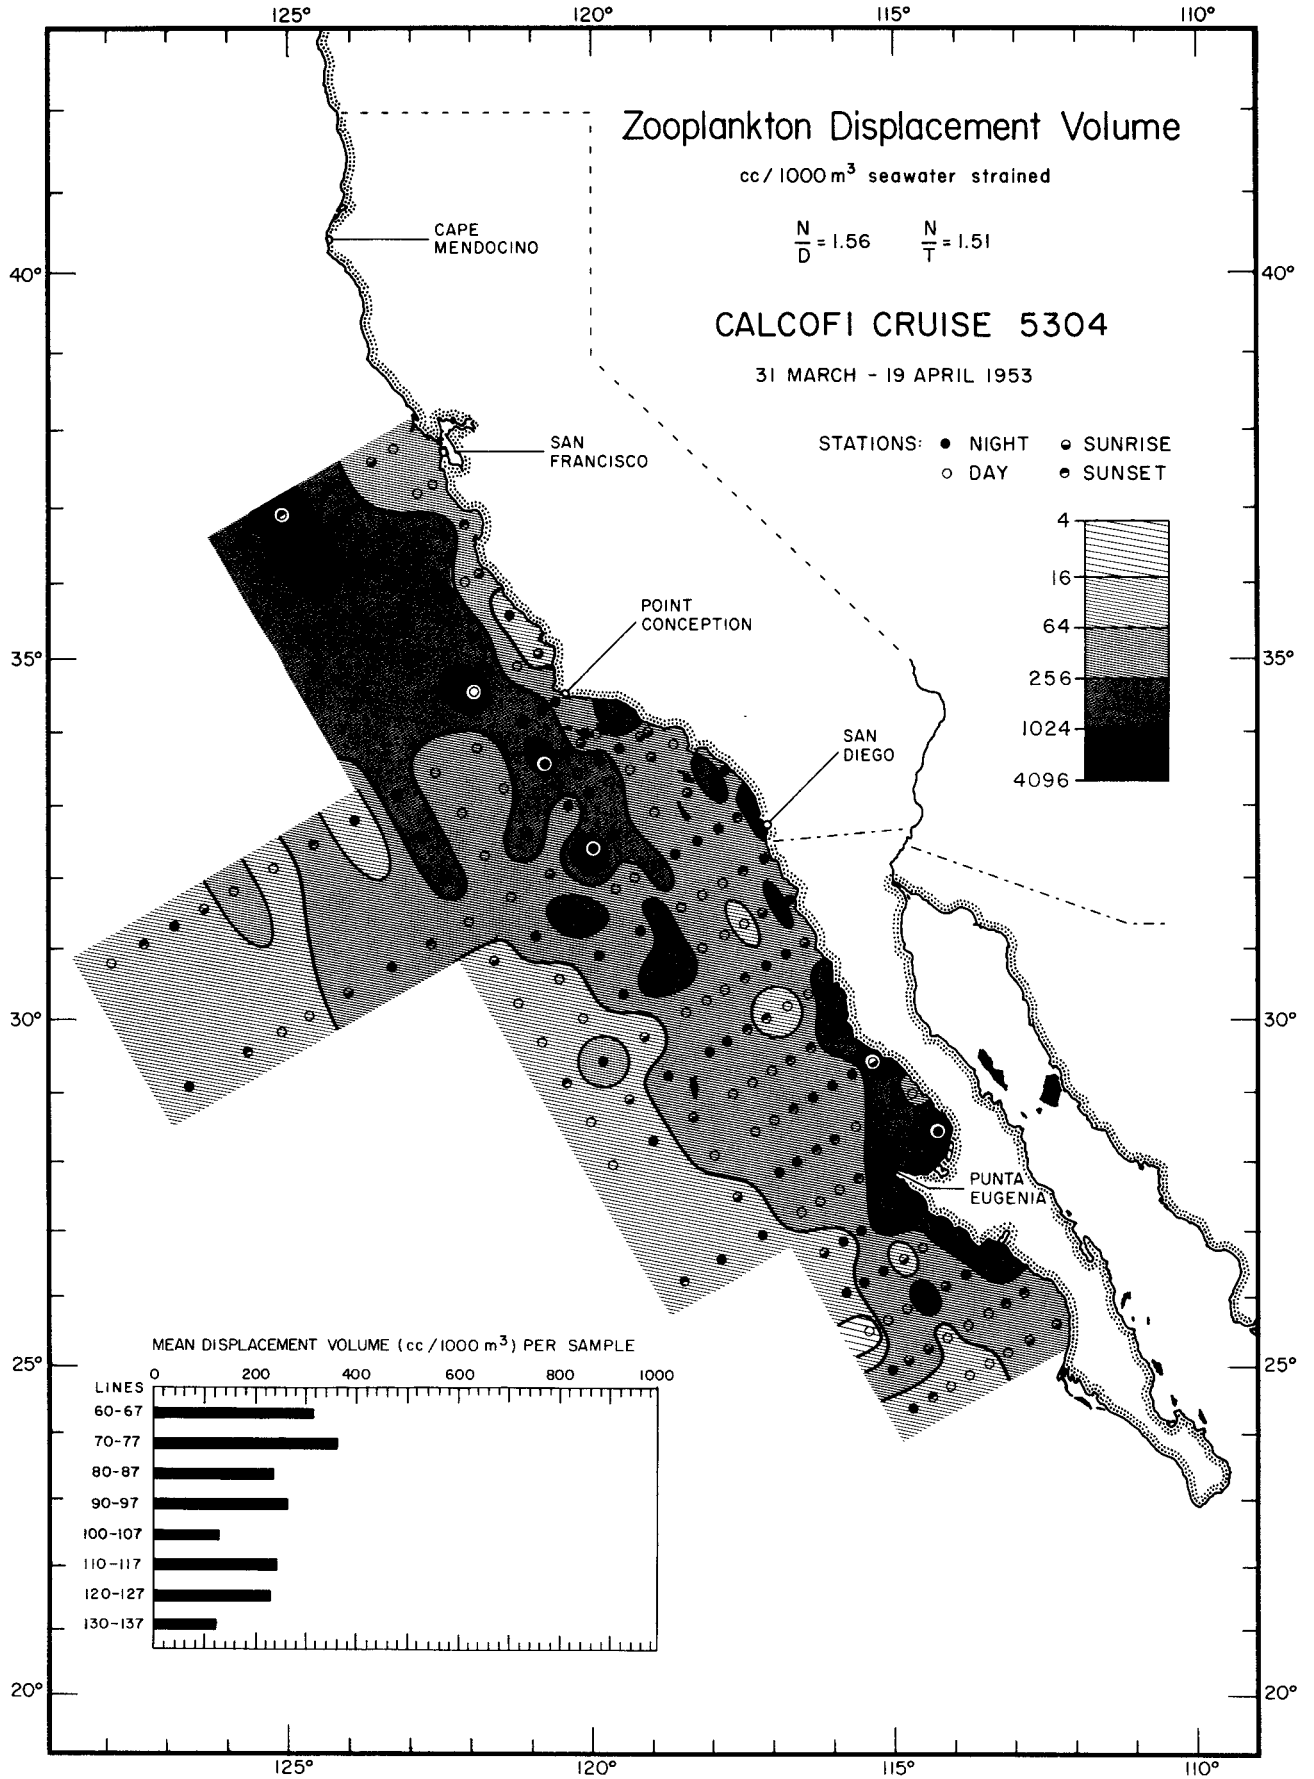 125° 120° 115° 110°
Zooplankton Displacement Volume
cc/1000 m³ seawater strained
N/D = 1.56 N/T = 1.51
CALCOFI CRUISE 5304
31 MARCH - 19 APRIL 1953
STATIONS: ● NIGHT SUNRISE
○ DAY SUNSET
CAPE
MENDOCINO
40° 40°
SAN
FRANCISCO
4
16
64
256
1024
4096
POINT
CONCEPTION
35° 35°
SAN
DIEGO
30° 30°
PUNTA
EUGENIA
25° 25°
MEAN DISPLACEMENT VOLUME (cc/1000 m³) PER SAMPLE
LINES 0 200 400 600 800 1000
60-67
70-77
80-87
90-97
100-107
110-117
120-127
130-137
20° 20°
125° 120° 115° 110°